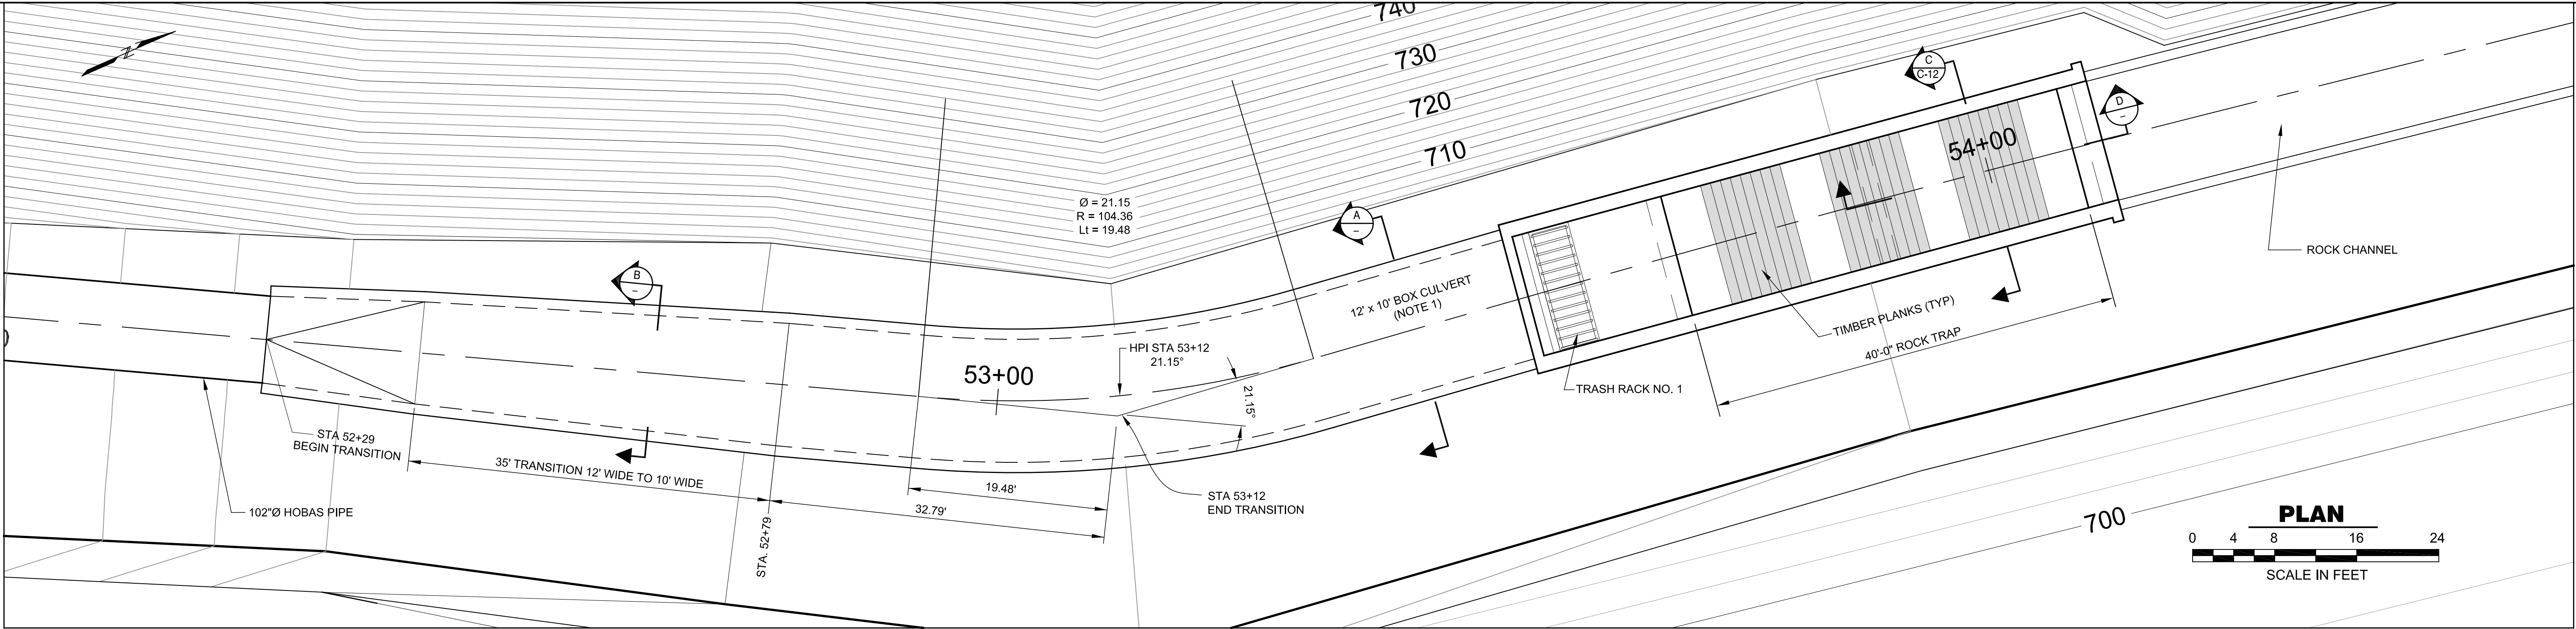 740
730
720
710
N
C
C-12
D
–
54+00
Ø = 21.15
R = 104.36
Lt = 19.48
A
–
B
–
ROCK CHANNEL
12' x 10' BOX CULVERT
(NOTE 1)
TIMBER PLANKS (TYP)
40'-0" ROCK TRAP
HPI STA 53+12
21.15°
21.15°
53+00
TRASH RACK NO. 1
STA 52+29
BEGIN TRANSITION
35' TRANSITION 12' WIDE TO 10' WIDE
19.48'
32.79'
STA 53+12
END TRANSITION
102"Ø HOBAS PIPE
STA. 52+79
700
PLAN
0 4 8 16 24
SCALE IN FEET